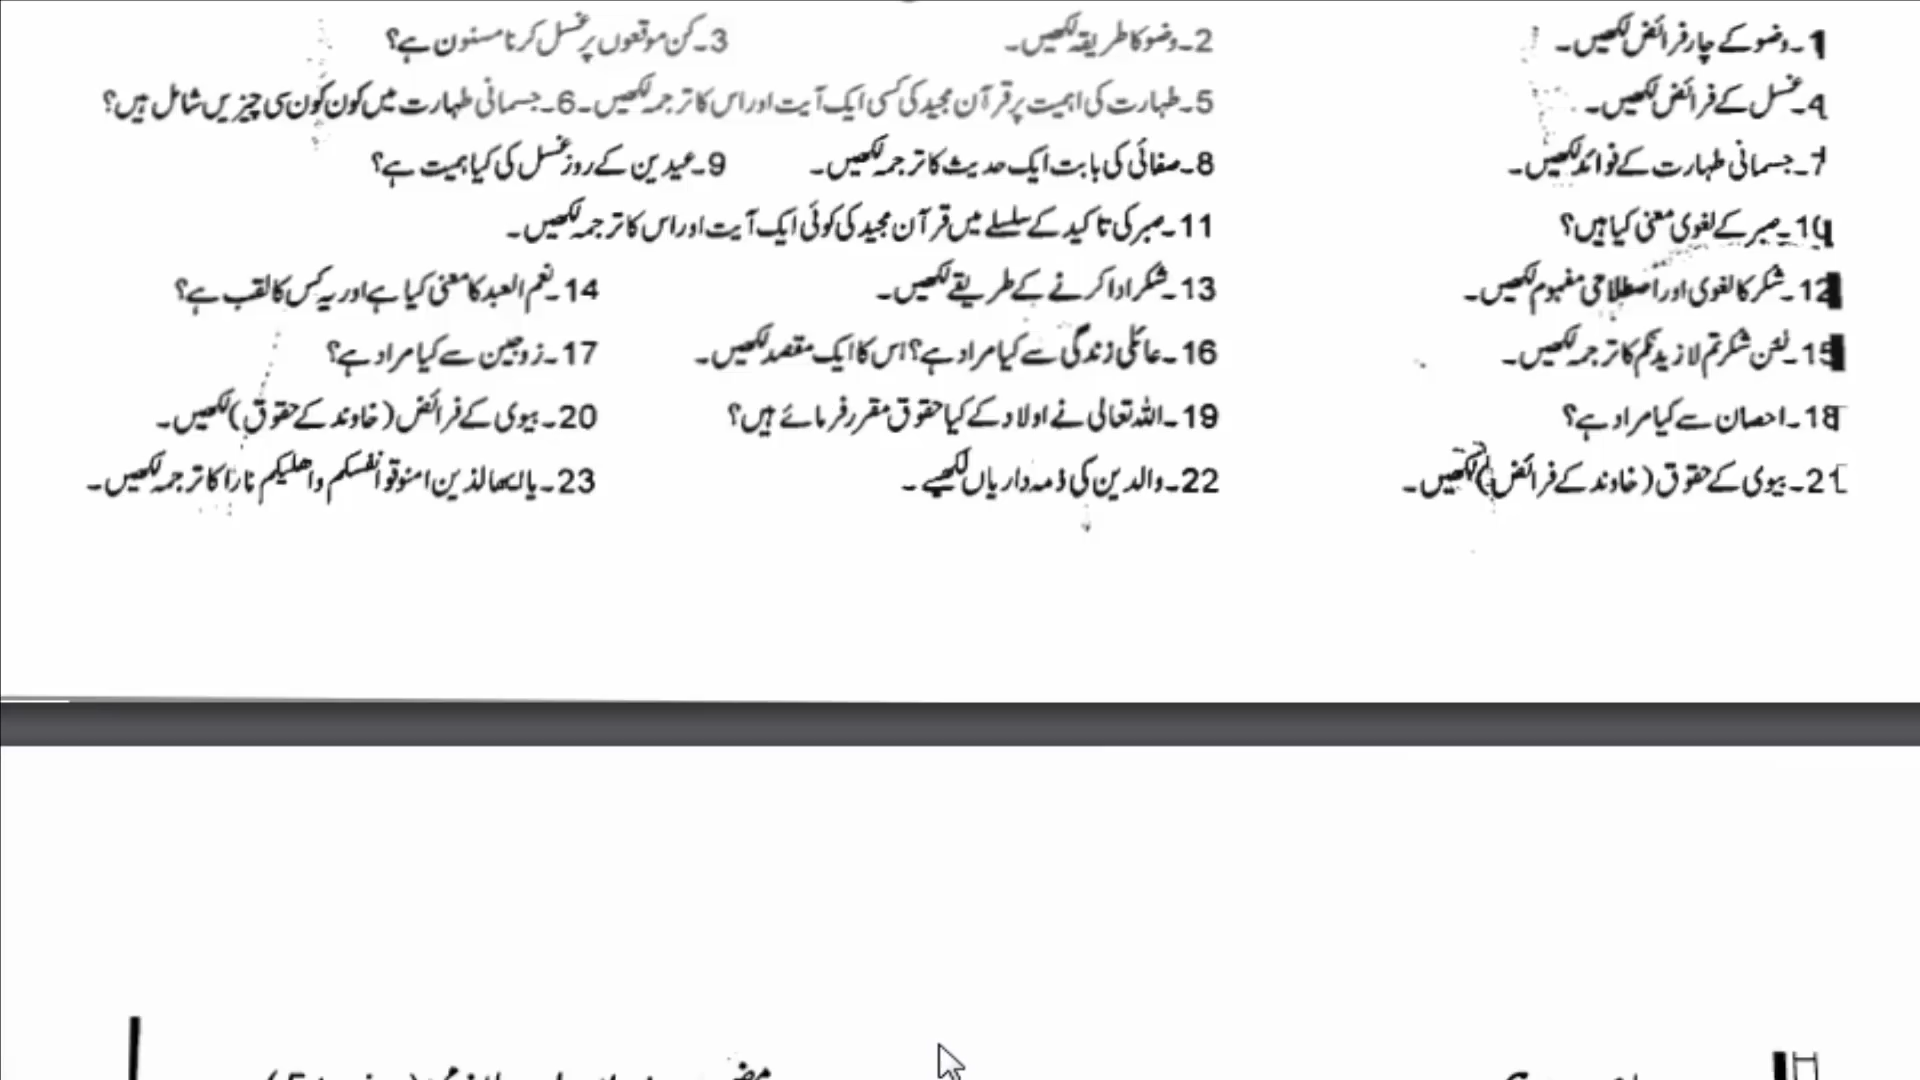 1۔وضو کے چار فرائض لکھیں۔ 2۔وضو کا طریقہ لکھیں۔ 3۔کن موقعوں پر غسل کرنا مسنون ہے؟
4۔غسل کے فرائض لکھیں۔ 5۔طہارت کی اہمیت پر قرآن مجید کی کسی ایک آیت اور اس کا ترجمہ لکھیں۔ 6۔جسمانی طہارت میں کون کون سی چیزیں شامل ہیں؟
7۔جسمانی طہارت کے فوائد لکھیں۔ 8۔صفائی کی بابت ایک حدیث کا ترجمہ لکھیں۔ 9۔عیدین کے روز غسل کی کیا ہمیت ہے؟
10۔صبر کے لغوی معنی کیا ہیں؟ 11۔صبر کی تاکید کے سلسلے میں قرآن مجید کی کوئی ایک آیت اور اس کا ترجمہ لکھیں۔
12۔شکر کا لغوی اور اصطلاحی مفہوم لکھیں۔ 13۔شکر ادا کرنے کے طریقے لکھیں۔ 14۔نعم العبد کا معنی کیا ہے اور یہ کس کا لقب ہے؟
15۔لئن شکرتم لازیدنکم کا ترجمہ لکھیں۔ 16۔عائلی زندگی سے کیا مراد ہے؟ اس کا ایک مقصد لکھیں۔ 17۔زوجین سے کیا مراد ہے؟
18۔احصان سے کیا مراد ہے؟ 19۔اللہ تعالی نے اولاد کے کیا حقوق مقرر فرمائے ہیں؟ 20۔بیوی کے فرائض (خاوند کے حقوق) لکھیں۔
21۔بیوی کے حقوق (خاوند کے فرائض) لکھیں۔ 22۔والدین کی ذمہ داریاں لکھیے۔ 23۔یاایھاالذین امنو قو انفسکم واھلیکم نارا کا ترجمہ لکھیں۔